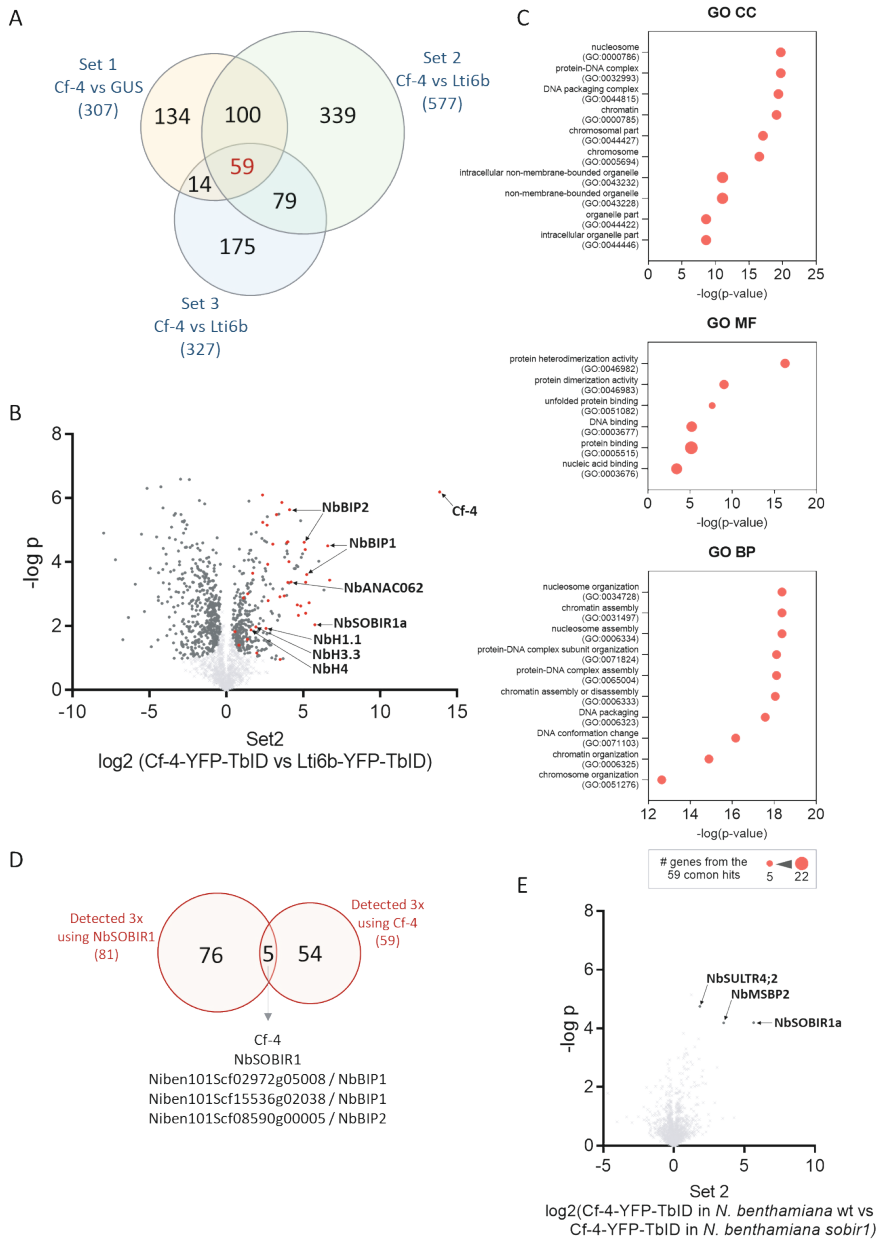 A
Set 1
Cf-4 vs GUS
(307)
Set 2
Cf-4 vs Lti6b
(577)
134
100
339
59
14
79
175
Set 3
Cf-4 vs Lti6b
(327)
B
8
6
4
2
0
-log p
-10
-5
0
5
10
15
Cf-4
NbBIP2
NbBIP1
NbANAC062
NbSOBIR1a
NbH1.1
NbH3.3
NbH4
Set2
log2 (Cf-4-YFP-TbID vs Lti6b-YFP-TbID)
C
GO CC
nucleosome
(GO:0000786)
protein-DNA complex
(GO:0032993)
DNA packaging complex
(GO:0044815)
chromatin
(GO:0000785)
chromosomal part
(GO:0044427)
chromosome
(GO:0005694)
intracellular non-membrane-bounded organelle
(GO:0043232)
non-membrane-bounded organelle
(GO:0043228)
organelle part
(GO:0044422)
intracellular organelle part
(GO:0044446)
0 5 10 15 20 25
-log(p-value)
GO MF
protein heterodimerization activity
(GO:0046982)
protein dimerization activity
(GO:0046983)
unfolded protein binding
(GO:0051082)
DNA binding
(GO:0003677)
protein binding
(GO:0005515)
nucleic acid binding
(GO:0003676)
0 5 10 15 20
-log(p-value)
GO BP
nucleosome organization
(GO:0034728)
chromatin assembly
(GO:0031497)
nucleosome assembly
(GO:0006334)
protein-DNA complex subunit organization
(GO:0071824)
protein-DNA complex assembly
(GO:0065004)
chromatin assembly or disassembly
(GO:0006333)
DNA packaging
(GO:0006323)
DNA conformation change
(GO:0071103)
chromatin organization
(GO:0006325)
chromosome organization
(GO:0051276)
12 14 16 18 20
-log(p-value)
# genes from the
59 comon hits
5 22
D
Detected 3x
using NbSOBIR1
(81)
76
5
54
Detected 3x
using Cf-4
(59)
Cf-4
NbSOBIR1
Niben101Scf02972g05008 / NbBIP1
Niben101Scf15536g02038 / NbBIP1
Niben101Scf08590g00005 / NbBIP2
E
8
6
4
2
0
-log p
-5
0
5
10
NbSULTR4;2
NbMSBP2
NbSOBIR1a
Set 2
log2(Cf-4-YFP-TbID in N. benthamiana wt vs
Cf-4-YFP-TbID in N. benthamiana sobir1)